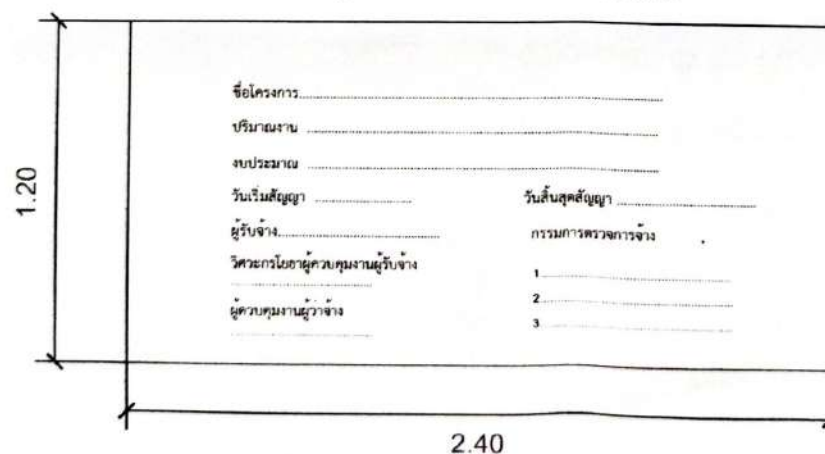 ชื่อโครงการ
ปริมาณงาน
งบประมาณ
วันเริ่มสัญญา วันสิ้นสุดสัญญา
ผู้รับจ้าง กรรมการตรวจการจ้าง
วิศวะกรโยธาผู้ควบคุมงานผู้รับจ้าง
1
ผู้ควบคุมงานผู้ว่าจ้าง
2
3
1.20
2.40